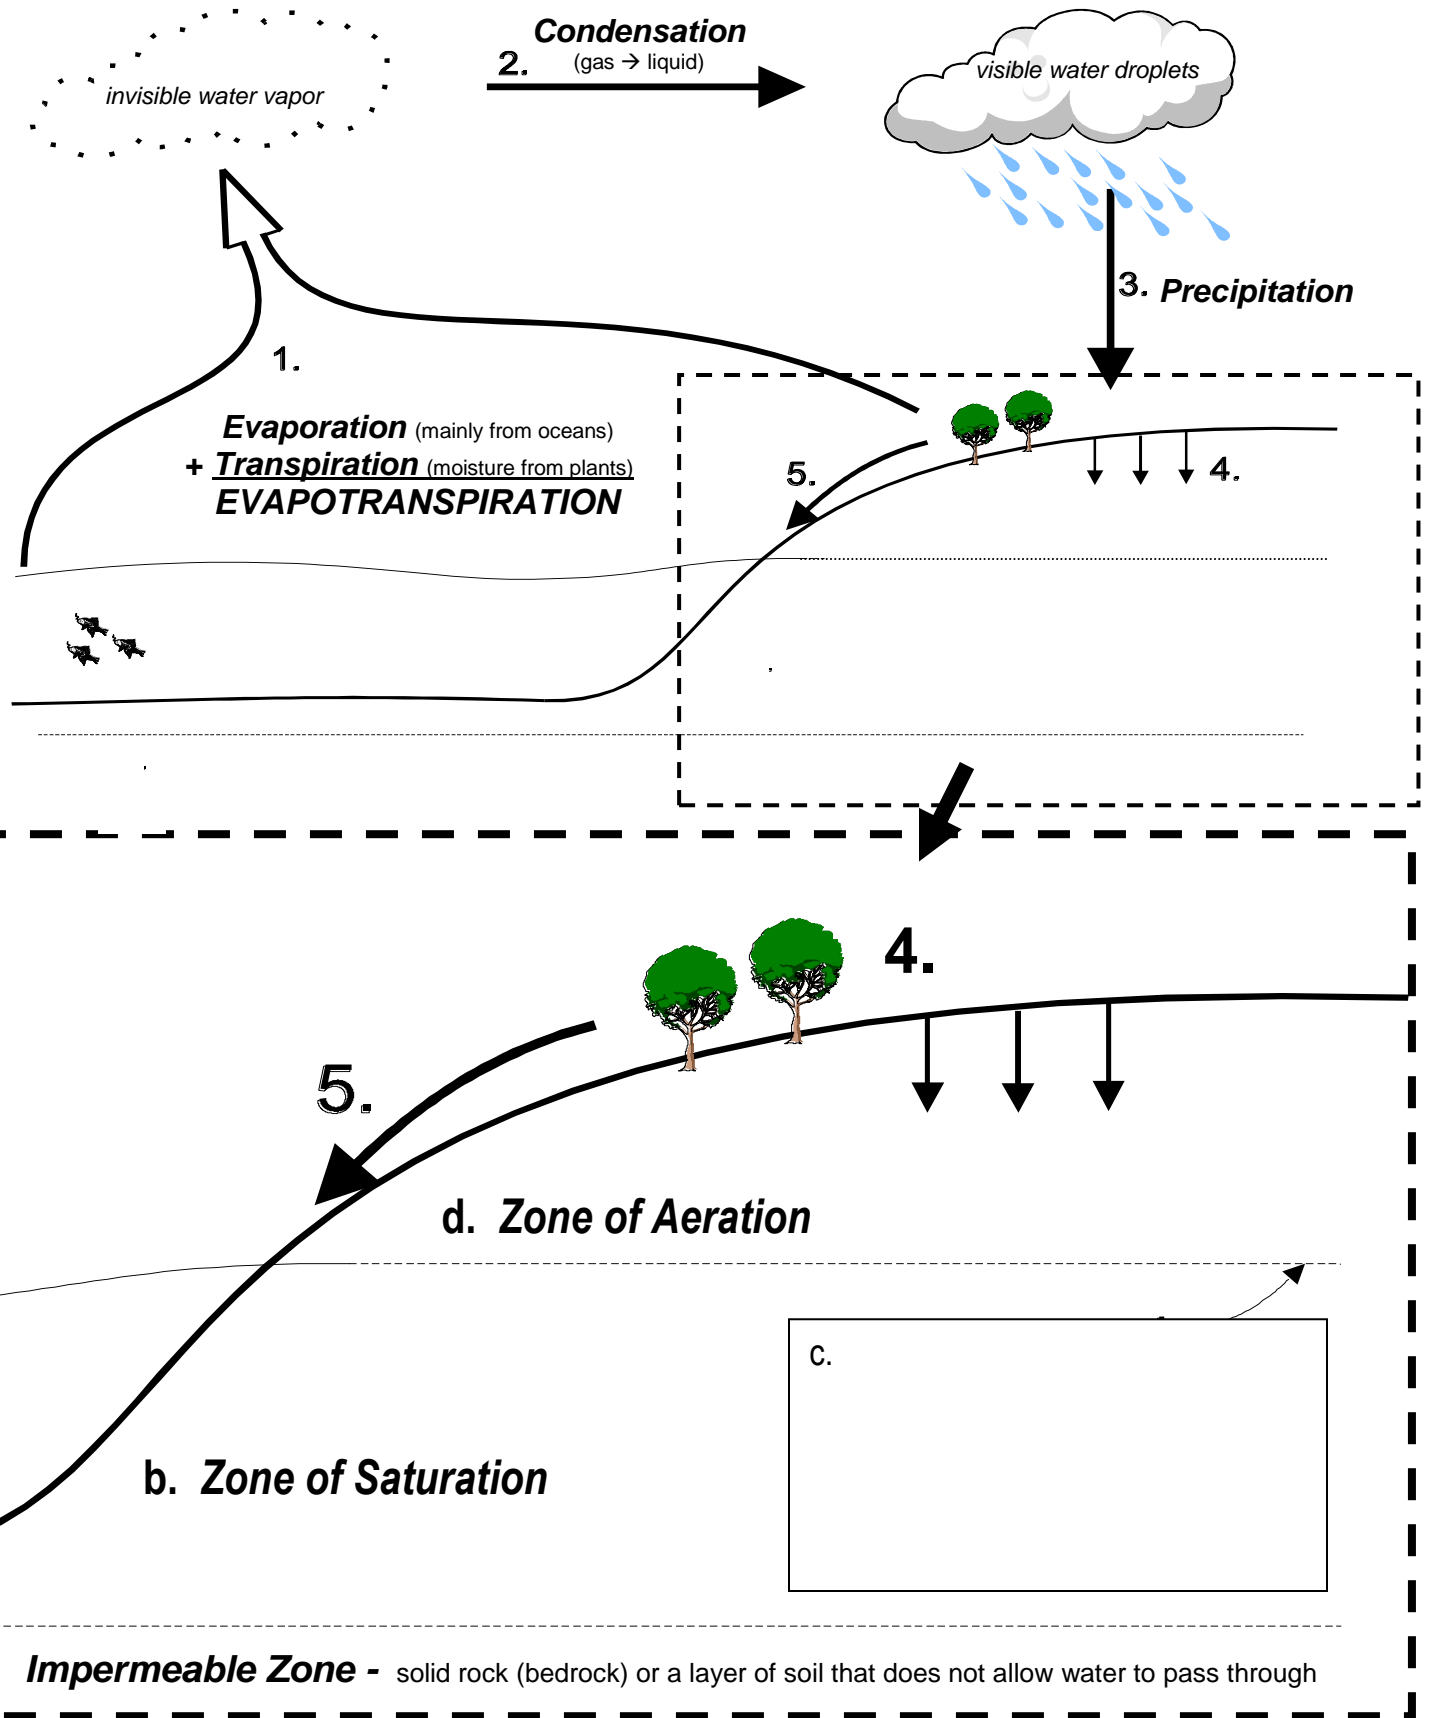 Condensation
2. (gas → liquid)
invisible water vapor
visible water droplets
3. Precipitation
1.
Evaporation (mainly from oceans)
+ Transpiration (moisture from plants)
EVAPOTRANSPIRATION
5.
4.
4.
5.
d. Zone of Aeration
c.
b. Zone of Saturation
Impermeable Zone - solid rock (bedrock) or a layer of soil that does not allow water to pass through